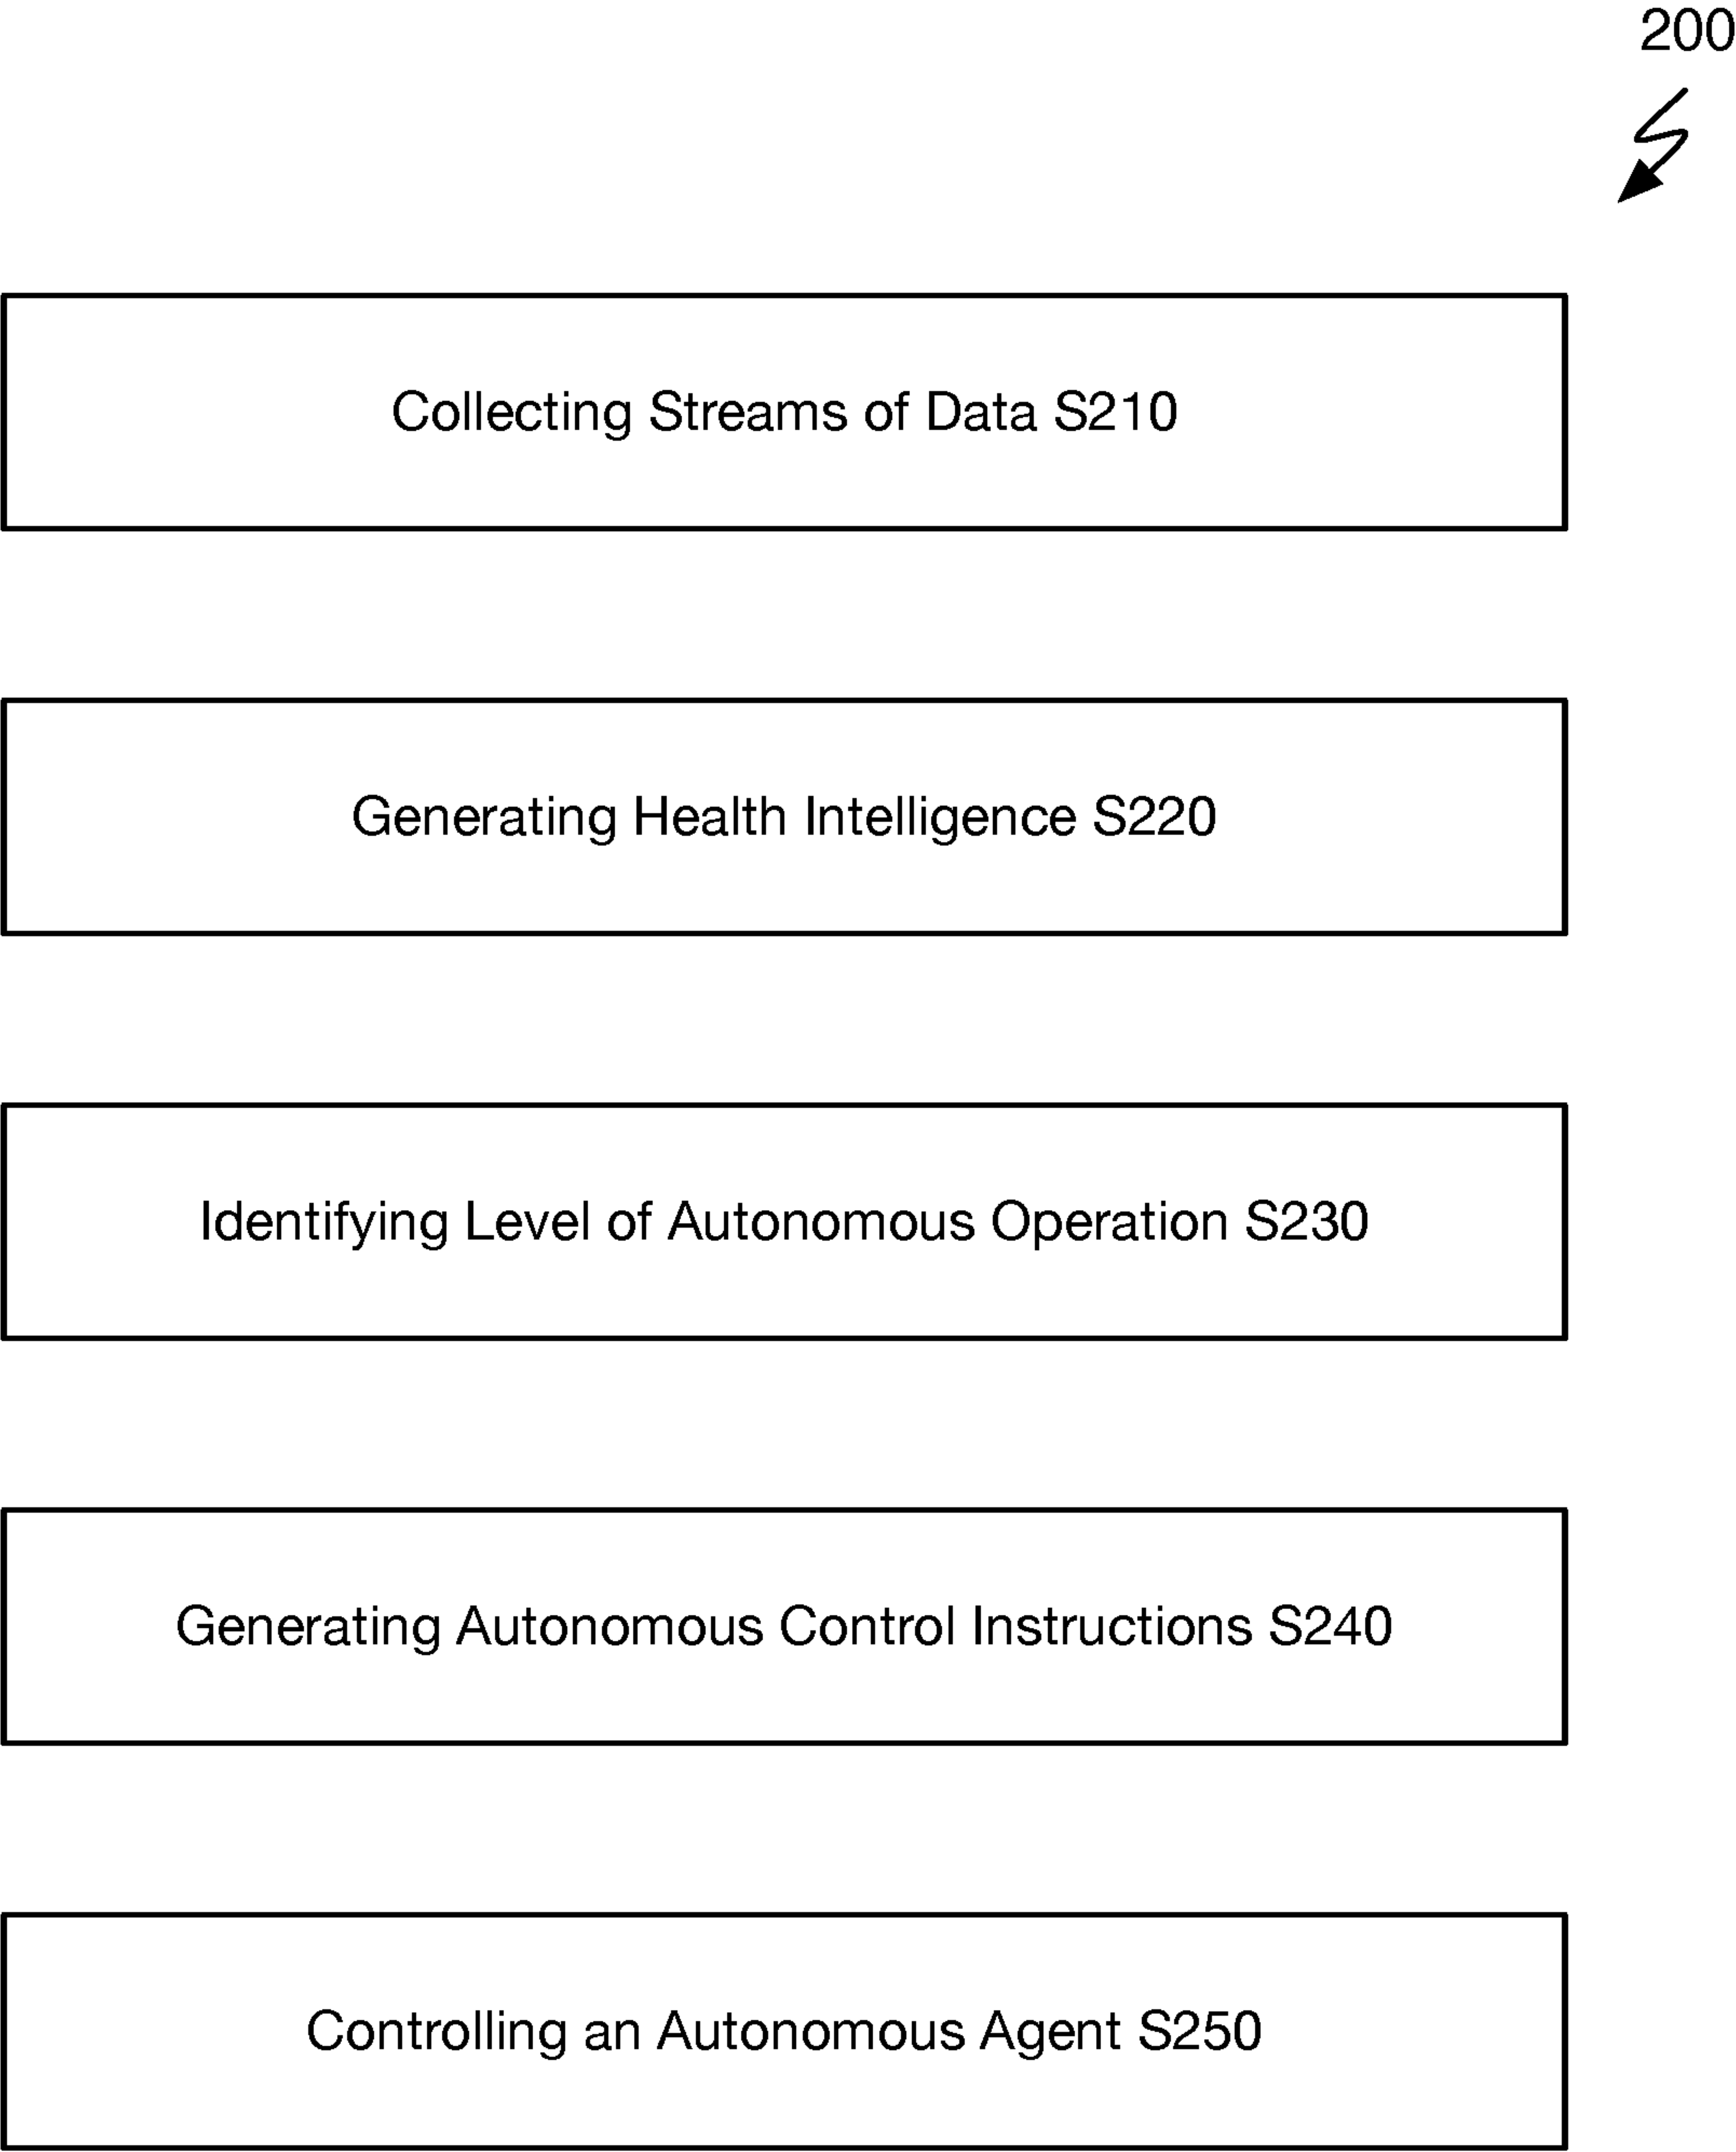 200
Collecting Streams of Data S210
Generating Health Intelligence S220
Identifying Level of Autonomous Operation S230
Generating Autonomous Control Instructions S240
Controlling an Autonomous Agent S250